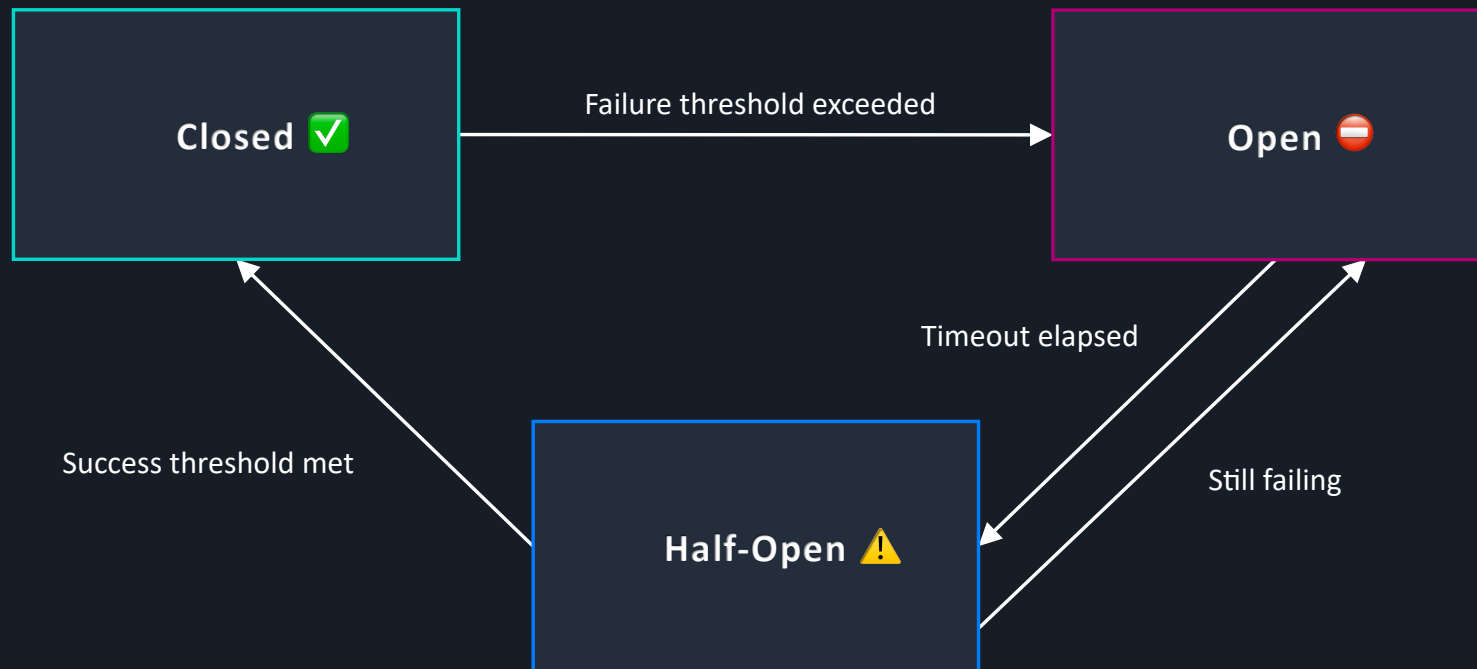 Failure threshold exceeded
Closed ✅
Open ⛔
Timeout elapsed
Success threshold met
Still failing
Half-Open ⚠️